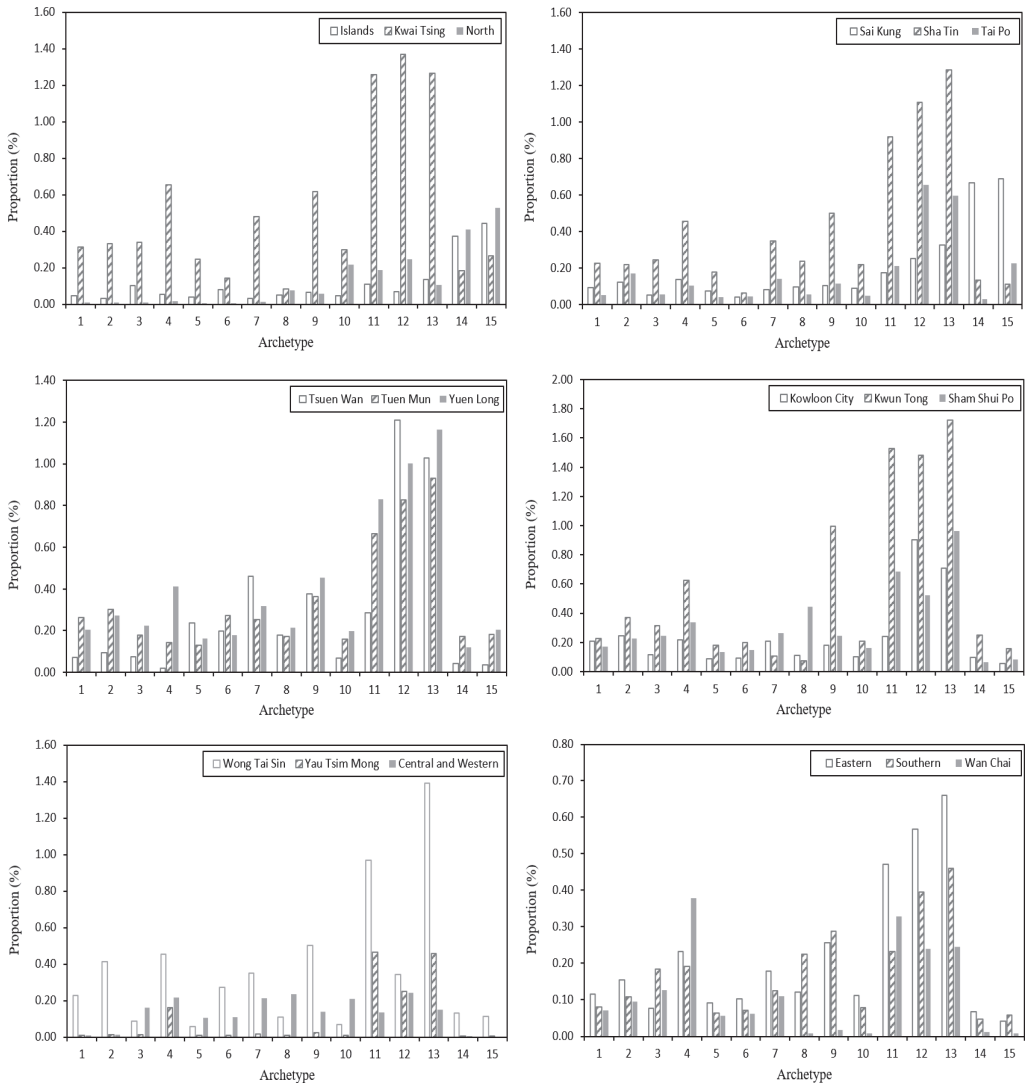 1.60
Islands Kwai Tsing North
1.40
1.20
1.00
0.80
0.60
0.40
0.20
0.00
Proportion (%)
1 2 3 4 5 6 7 8 9 10 11 12 13 14 15
Archetype
1.60
Sai Kung Sha Tin Tai Po
1.40
1.20
1.00
0.80
0.60
0.40
0.20
0.00
Proportion (%)
1 2 3 4 5 6 7 8 9 10 11 12 13 14 15
Archetype
1.40
Tsuen Wan Tuen Mun Yuen Long
1.20
1.00
0.80
0.60
0.40
0.20
0.00
Proportion (%)
1 2 3 4 5 6 7 8 9 10 11 12 13 14 15
Archetype
2.00
Kowloon City Kwun Tong Sham Shui Po
1.80
1.60
1.40
1.20
1.00
0.80
0.60
0.40
0.20
0.00
Proportion (%)
1 2 3 4 5 6 7 8 9 10 11 12 13 14 15
Archetype
1.60
Wong Tai Sin Yau Tsim Mong Central and Western
1.40
1.20
1.00
0.80
0.60
0.40
0.20
0.00
Proportion (%)
1 2 3 4 5 6 7 8 9 10 11 12 13 14 15
Archetype
0.80
Eastern Southern Wan Chai
0.70
0.60
0.50
0.40
0.30
0.20
0.10
0.00
Proportion (%)
1 2 3 4 5 6 7 8 9 10 11 12 13 14 15
Archetype